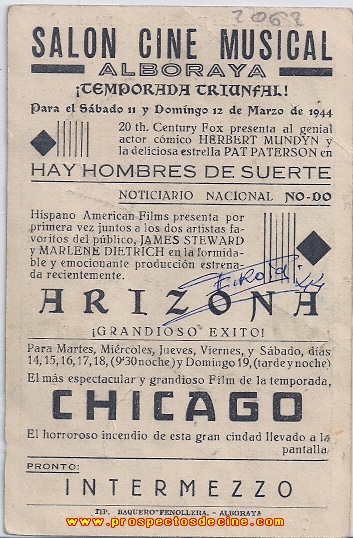 2068
SALON CINE MUSICAL
ALBORAYA
¡TEMPORADA TRIUNFAL!
Para el Sábado 11 y Domingo 12 de Marzo de 1944
20 th. Century Fox presenta al genial
actor cómico HERBERT MUNDYN y
la deliciosa estrella PAT PATERSON en
HAY HOMBRES DE SUERTE
NOTICIARIO NACIONAL NO-DO
Hispano American Films presenta por
primera vez juntos a los dos artistas fa-
voritos del público, JAMES STEWARD
y MARLENE DIETRICH en la formida-
ble y emocionante producción estrena-
da recientemente.
ARIZONA
¡GRANDIOSO EXITO!
Para Martes, Miércoles, Jueves, Viernes, y Sábado, días
14, 15, 16, 17, 18, (9'30 noche) y Domingo 19, (tarde y noche)
El más espectacular y grandioso Film de la temporada,
CHICAGO
El horroroso incendio de esta gran ciudad llevado a la
pantalla
PRONTO:
INTERMEZZO
TIP. BAQUERO-FENOLLERA. - ALBORAYA
www.prospectosdecine.com